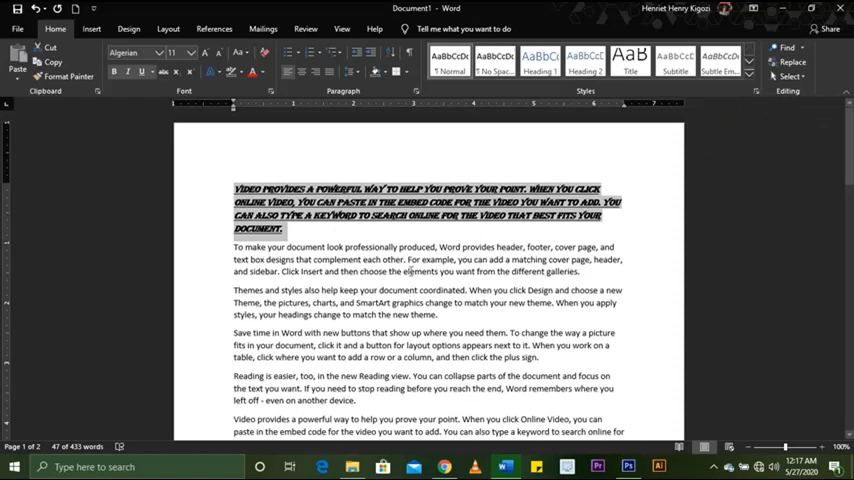 Document1 - Word
Henriet Henry Kigozi
File Home Insert Draw Design Layout References Mailings Review View Help Tell me what you want to do Share
Paste
Cut
Copy
Format Painter
Clipboard
Algerian 11
Font
Paragraph
AaBbCcDc AaBbCcDc AaBbCc AaBbCcC AaB AaBbCcD AaBbCcDc
¶ Normal ¶ No Spac... Heading 1 Heading 2 Title Subtitle Subtle Em...
Styles
Find
Replace
Select
Editing
VIDEO PROVIDES A POWERFUL WAY TO HELP YOU PROVE YOUR POINT. WHEN YOU CLICK
ONLINE VIDEO, YOU CAN PASTE IN THE EMBED CODE FOR THE VIDEO YOU WANT TO ADD. YOU
CAN ALSO TYPE A KEYWORD TO SEARCH ONLINE FOR THE VIDEO THAT BEST FITS YOUR
DOCUMENT.
To make your document look professionally produced, Word provides header, footer, cover page, and
text box designs that complement each other. For example, you can add a matching cover page, header,
and sidebar. Click Insert and then choose the elements you want from the different galleries.
Themes and styles also help keep your document coordinated. When you click Design and choose a new
Theme, the pictures, charts, and SmartArt graphics change to match your new theme. When you apply
styles, your headings change to match the new theme.
Save time in Word with new buttons that show up where you need them. To change the way a picture
fits in your document, click it and a button for layout options appears next to it. When you work on a
table, click where you want to add a row or a column, and then click the plus sign.
Reading is easier, too, in the new Reading view. You can collapse parts of the document and focus on
the text you want. If you need to stop reading before you reach the end, Word remembers where you
left off - even on another device.
Video provides a powerful way to help you prove your point. When you click Online Video, you can
paste in the embed code for the video you want to add. You can also type a keyword to search online for
Page 1 of 2 47 of 433 words 100%
Type here to search
12:17 AM
5/27/2020